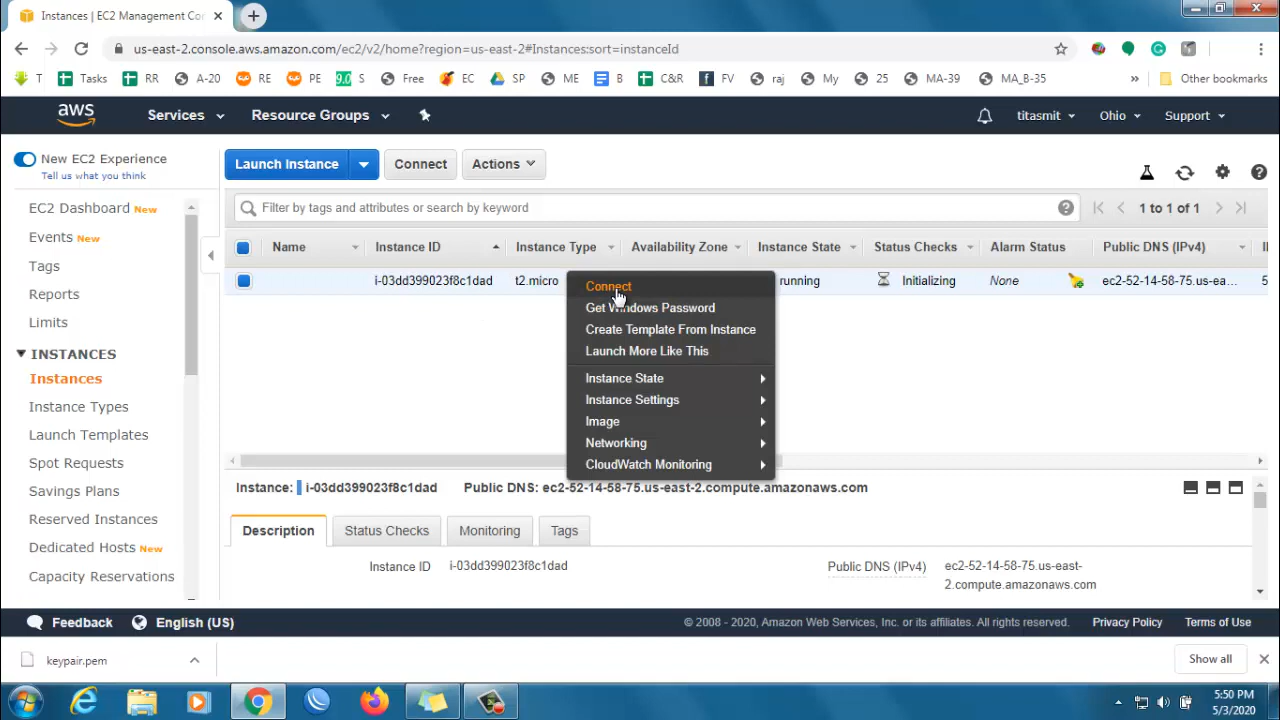 Instances | EC2 Management Con
us-east-2.console.aws.amazon.com/ec2/v2/home?region=us-east-2#Instances:sort=instanceId
T Tasks RR A-20 RE PE 9.0 S Free EC SP ME B C&R FV raj My 25 MA-39 MA_B-35 » Other bookmarks
aws Services Resource Groups titasmit Ohio Support
New EC2 Experience
Tell us what you think
Launch Instance Connect Actions
EC2 Dashboard New
Events New
Tags
Reports
Limits
INSTANCES
Instances
Instance Types
Launch Templates
Spot Requests
Savings Plans
Reserved Instances
Dedicated Hosts New
Capacity Reservations
Filter by tags and attributes or search by keyword
1 to 1 of 1
Name Instance ID Instance Type Availability Zone Instance State Status Checks Alarm Status Public DNS (IPv4)
i-03dd399023f8c1dad t2.micro running Initializing None ec2-52-14-58-75.us-ea...
Connect
Get Windows Password
Create Template From Instance
Launch More Like This
Instance State
Instance Settings
Image
Networking
CloudWatch Monitoring
Instance: i-03dd399023f8c1dad Public DNS: ec2-52-14-58-75.us-east-2.compute.amazonaws.com
Description Status Checks Monitoring Tags
Instance ID i-03dd399023f8c1dad Public DNS (IPv4) ec2-52-14-58-75.us-east-
2.compute.amazonaws.com
Feedback English (US) © 2008 - 2020, Amazon Web Services, Inc. or its affiliates. All rights reserved. Privacy Policy Terms of Use
keypair.pem Show all
5:50 PM
5/3/2020